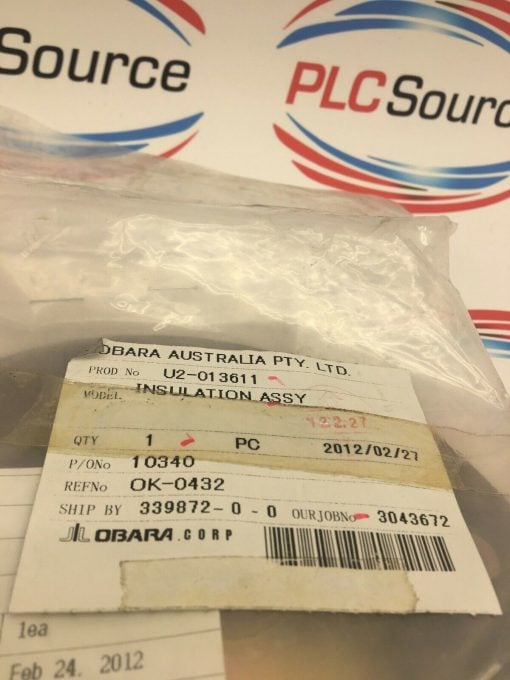 Source
PLC Source
OBARA AUSTRALIA PTY. LTD.
PROD No U2-013611
MODEL INSULATION ASSY
12.2.27
QTY 1 PC 2012/02/27
P/ONo 10340
REFNo OK-0432
SHIP BY 339872-0-0 OURJOBNo 3043672
OBARA.CORP
1ea
Feb 24. 2012